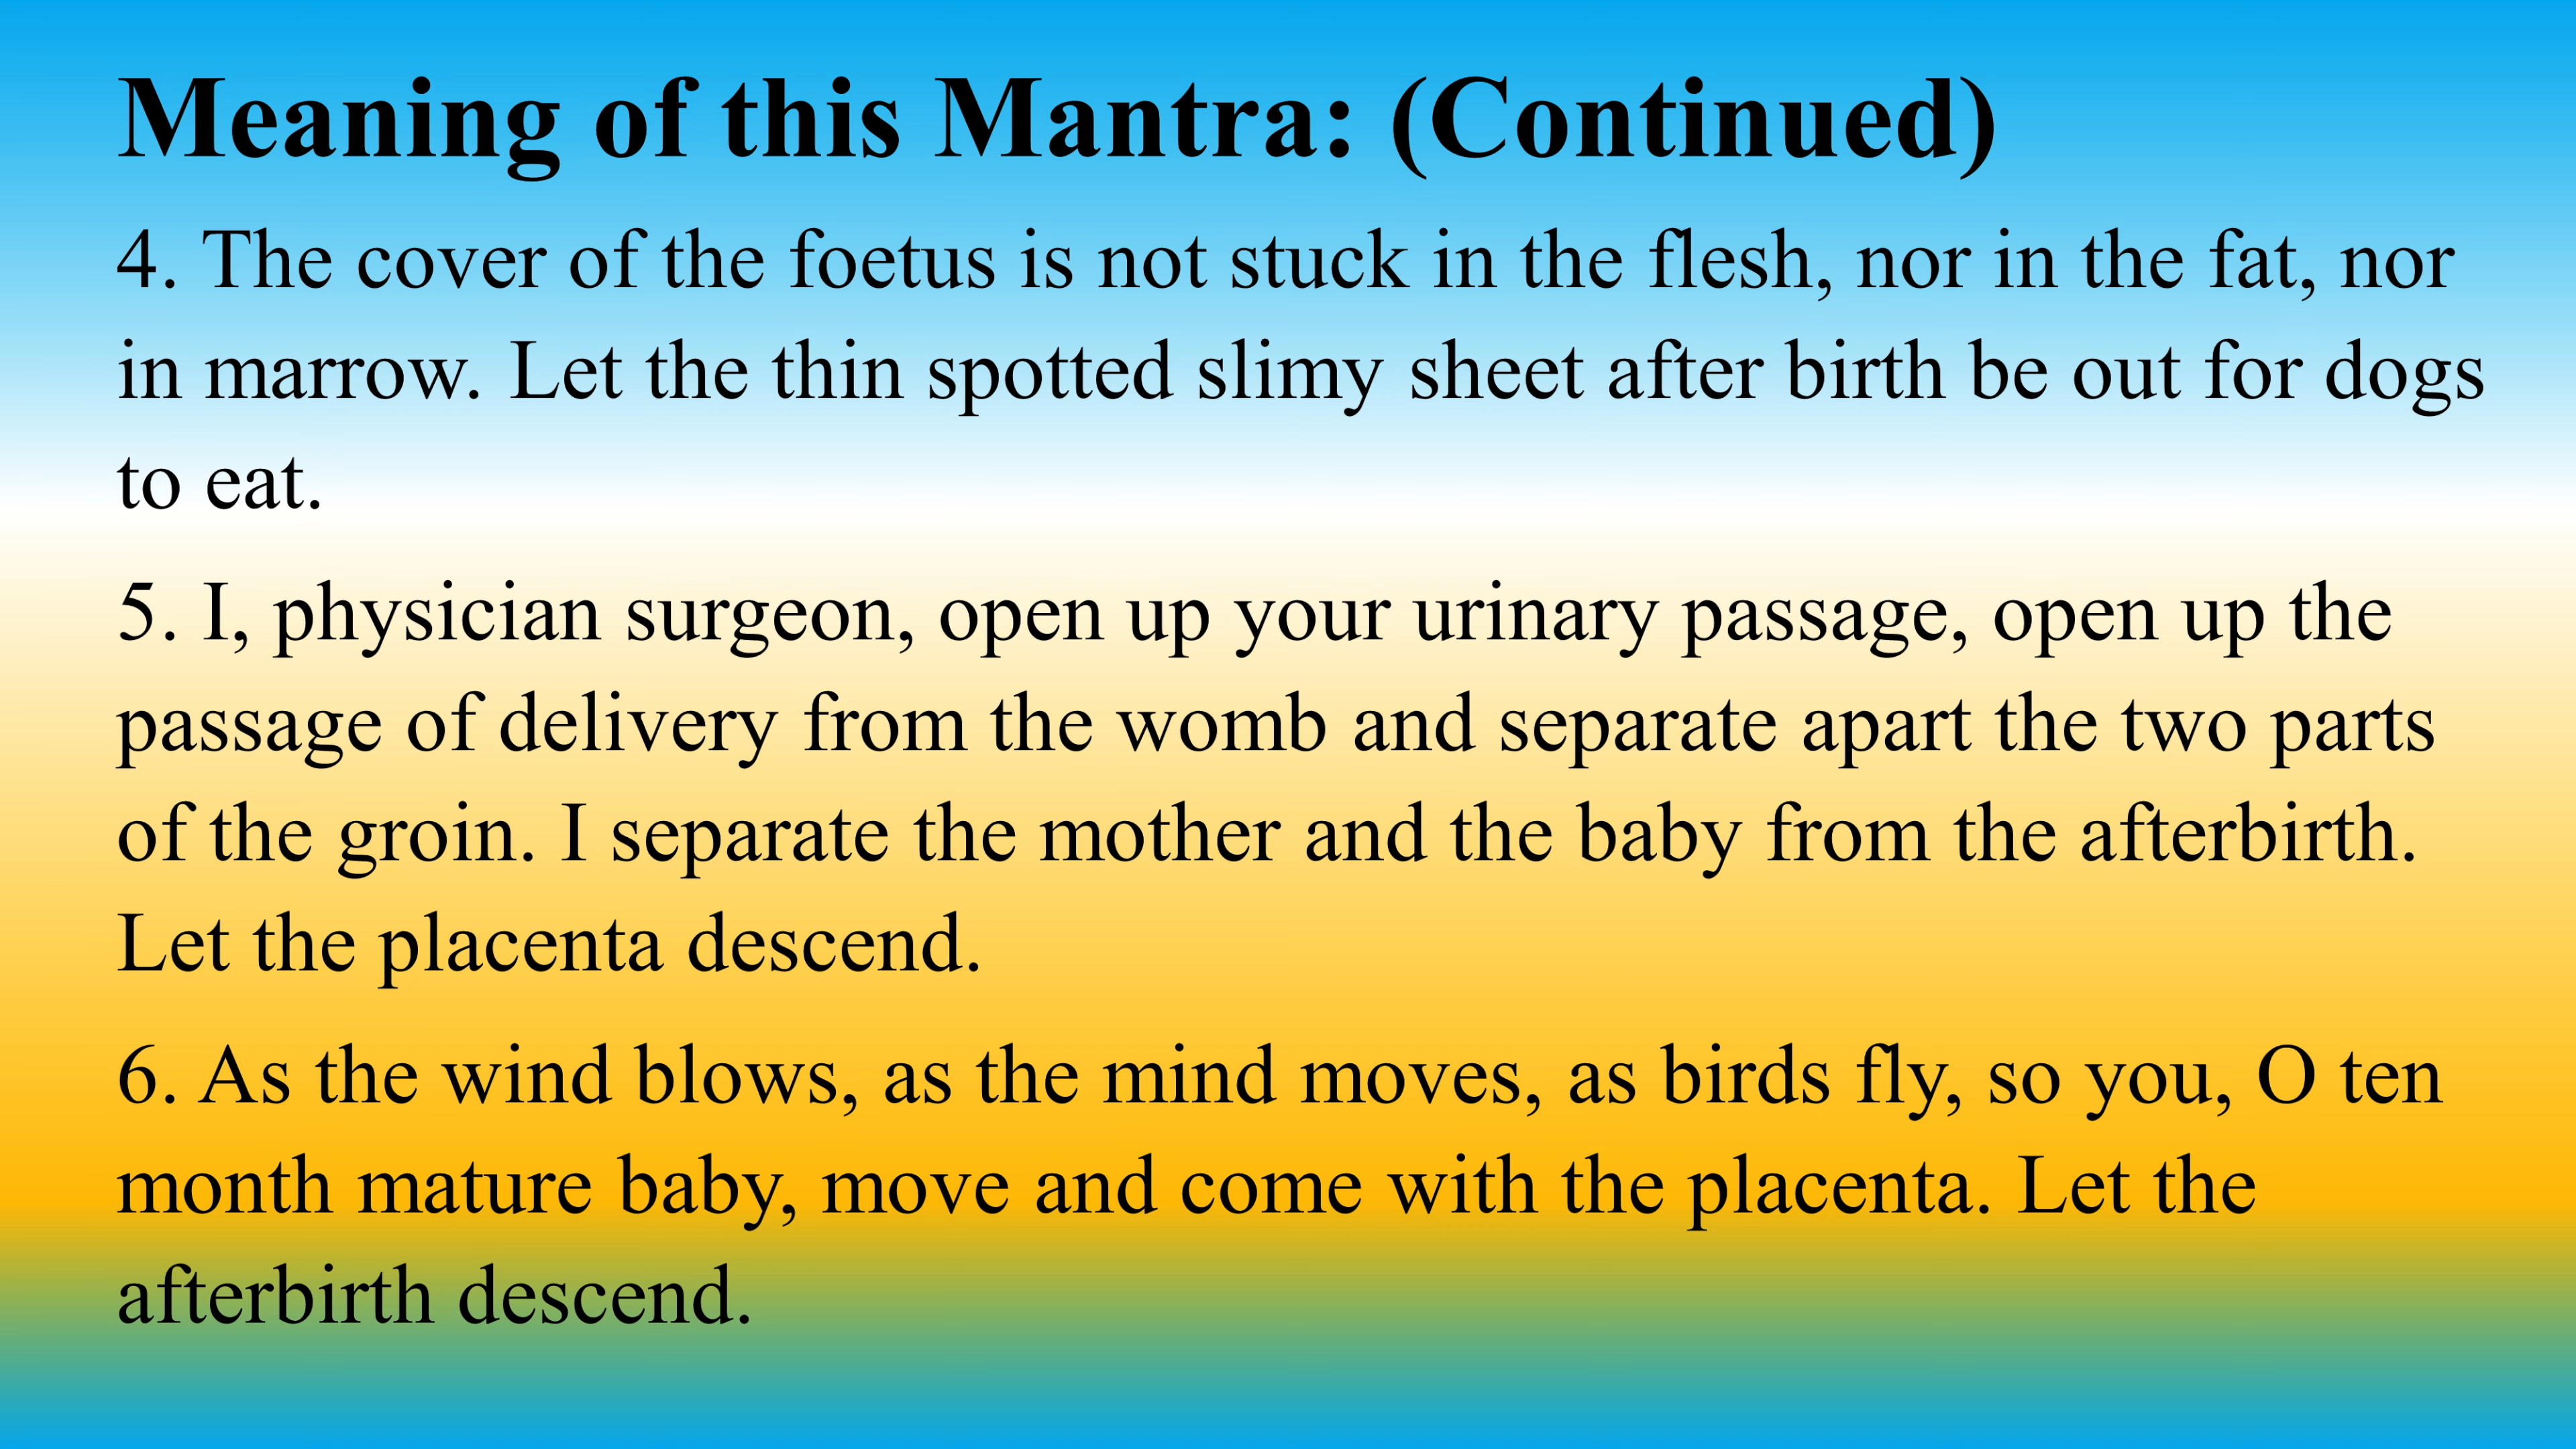 Meaning of this Mantra: (Continued)
4. The cover of the foetus is not stuck in the flesh, nor in the fat, nor
in marrow. Let the thin spotted slimy sheet after birth be out for dogs
to eat.
5. I, physician surgeon, open up your urinary passage, open up the
passage of delivery from the womb and separate apart the two parts
of the groin. I separate the mother and the baby from the afterbirth.
Let the placenta descend.
6. As the wind blows, as the mind moves, as birds fly, so you, O ten
month mature baby, move and come with the placenta. Let the
afterbirth descend.